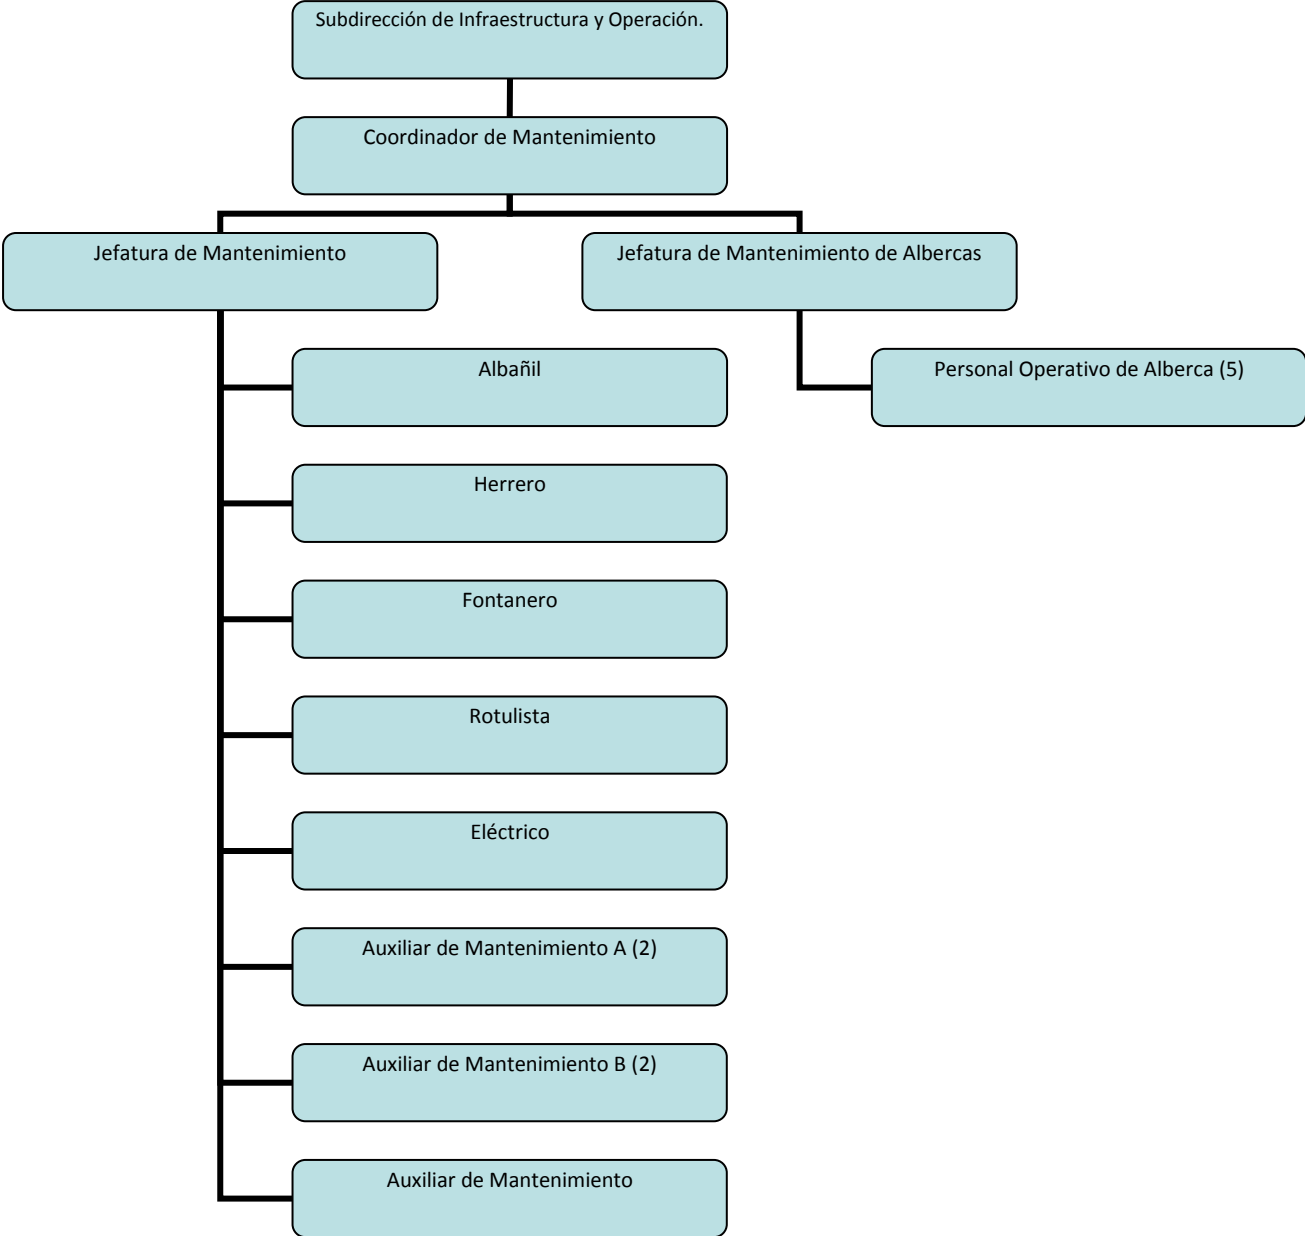 Subdirección de Infraestructura y Operación.
Coordinador de Mantenimiento
Jefatura de Mantenimiento
Jefatura de Mantenimiento de Albercas
Albañil
Personal Operativo de Alberca (5)
Herrero
Fontanero
Rotulista
Eléctrico
Auxiliar de Mantenimiento A (2)
Auxiliar de Mantenimiento B (2)
Auxiliar de Mantenimiento